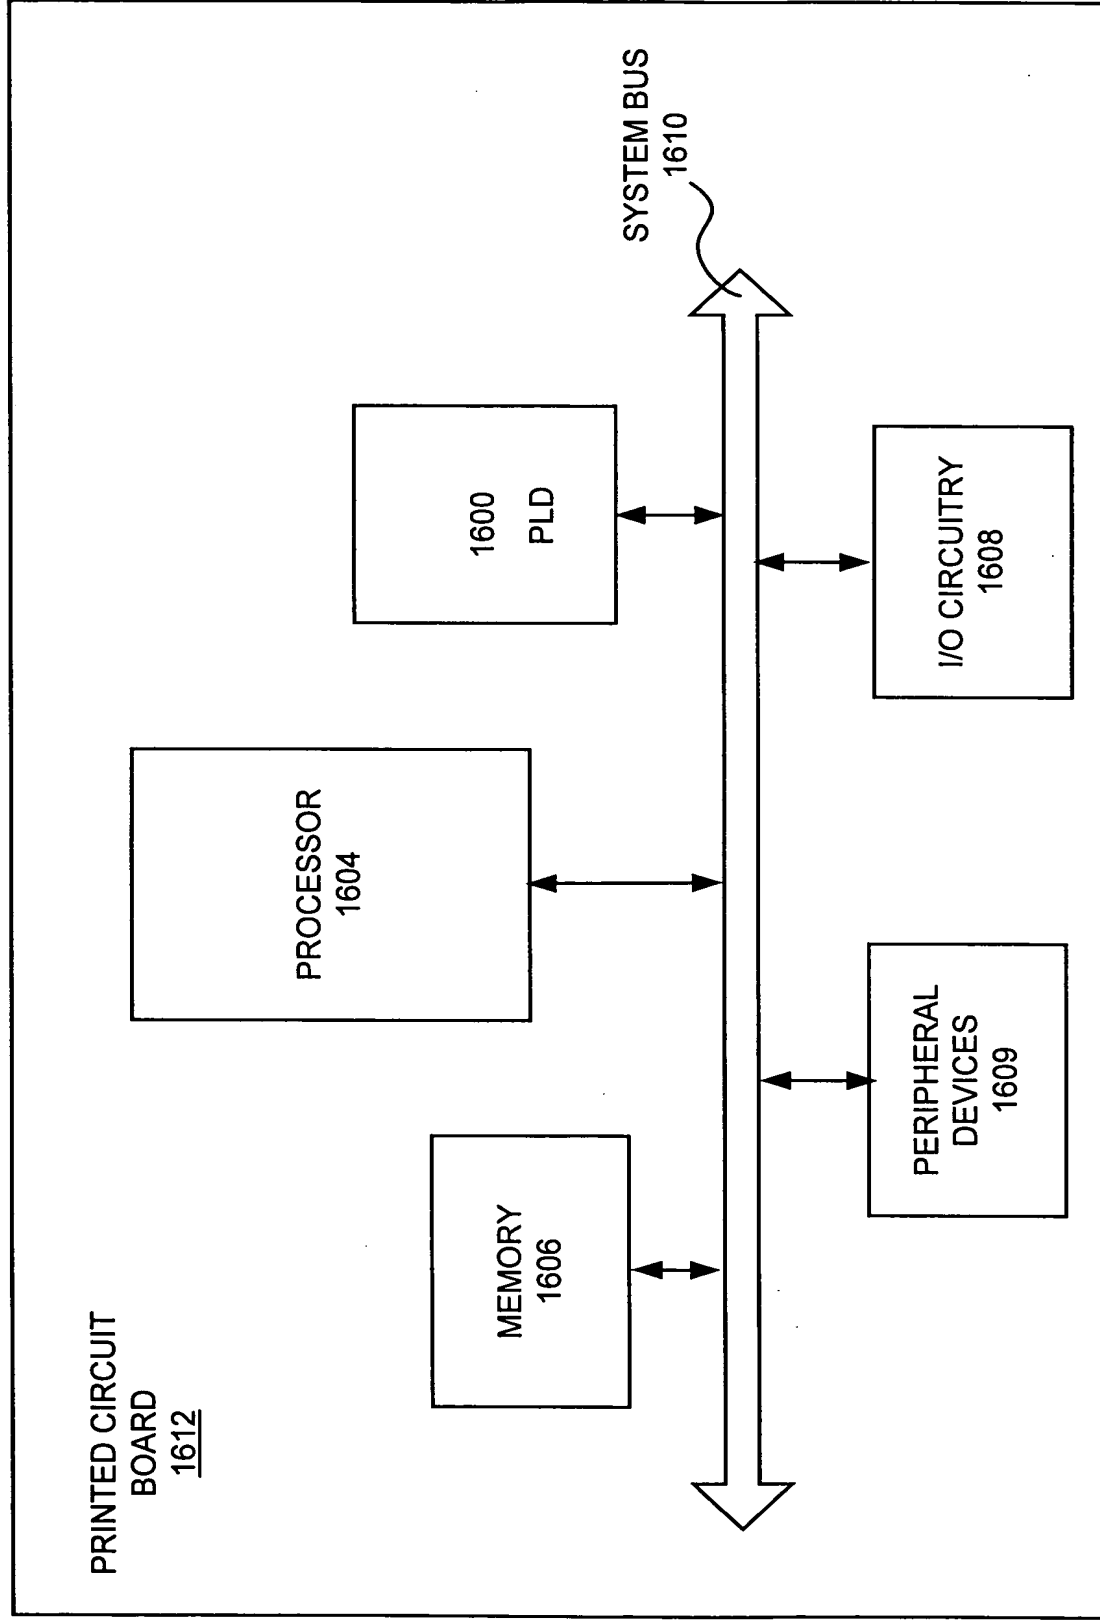 PRINTED CIRCUIT
BOARD
1612
MEMORY
1606
PROCESSOR
1604
1600
PLD
SYSTEM BUS
1610
PERIPHERAL
DEVICES
1609
I/O CIRCUITRY
1608